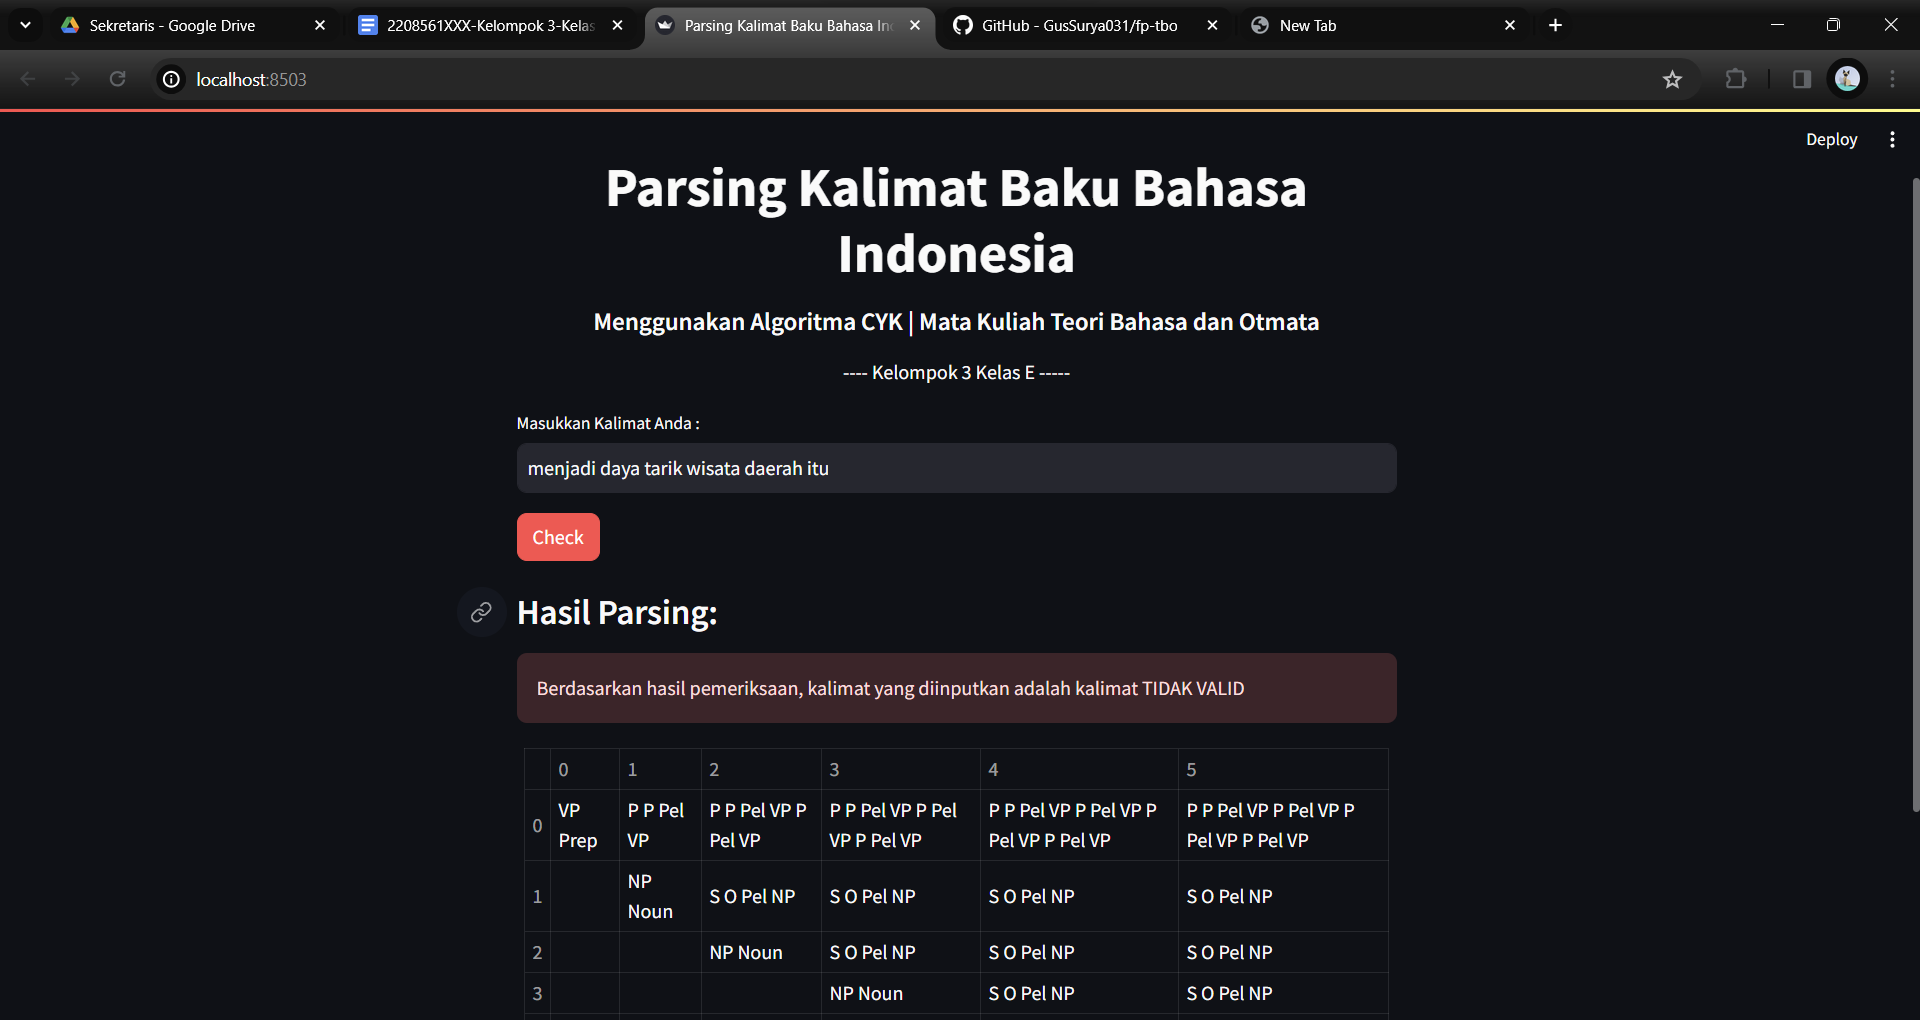 Sekretaris - Google Drive
2208561XXX-Kelompok 3-Kelas
Parsing Kalimat Baku Bahasa Ind
GitHub - GusSurya031/fp-tbo
New Tab
localhost:8503
Deploy
Parsing Kalimat Baku Bahasa
Indonesia
Menggunakan Algoritma CYK | Mata Kuliah Teori Bahasa dan Otmata
---- Kelompok 3 Kelas E -----
Masukkan Kalimat Anda :
menjadi daya tarik wisata daerah itu
Check
Hasil Parsing:
Berdasarkan hasil pemeriksaan, kalimat yang diinputkan adalah kalimat TIDAK VALID
0 1 2 3 4 5
0
VP
Prep
P P Pel
VP
P P Pel VP P
Pel VP
P P Pel VP P Pel
VP P Pel VP
P P Pel VP P Pel VP P
Pel VP P Pel VP
P P Pel VP P Pel VP P
Pel VP P Pel VP
1
NP
Noun
S O Pel NP
S O Pel NP
S O Pel NP
S O Pel NP
2 NP Noun S O Pel NP S O Pel NP S O Pel NP
3 NP Noun S O Pel NP S O Pel NP